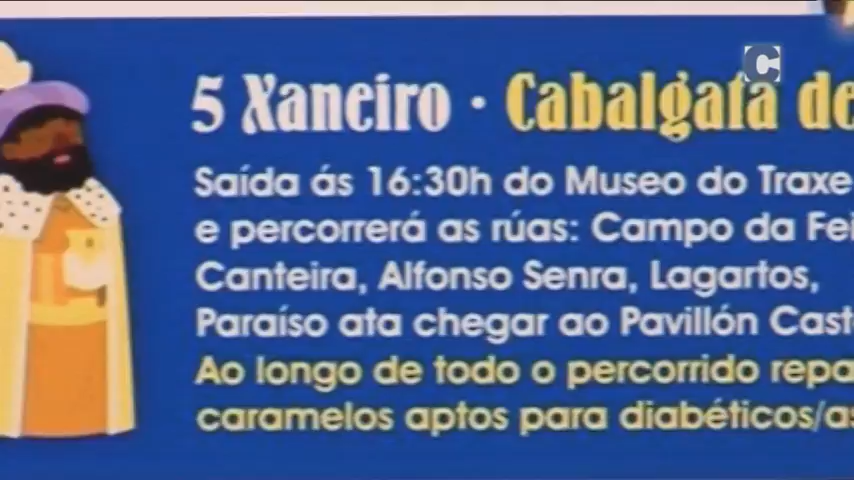 C
5 Xaneiro · Cabalgata de
Saída ás 16:30h do Museo do Traxe
e percorrerá as rúas: Campo da Fei
Canteira, Alfonso Senra, Lagartos,
Paraíso ata chegar ao Pavillón Cast
Ao longo de todo o percorrido repa
caramelos aptos para diabéticos/as